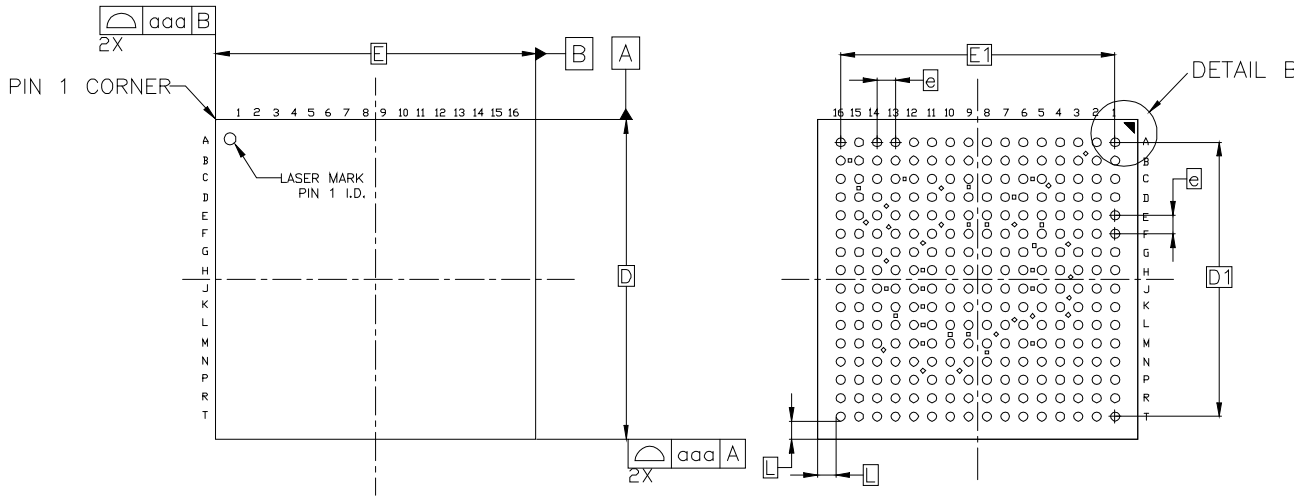 aaa B
2X
E
B
A
PIN 1 CORNER
1 2 3 4 5 6 7 8 9 10 11 12 13 14 15 16
A
B
C
D
E
F
G
H
J
K
L
M
N
P
R
T
LASER MARK
PIN 1 I.D.
D
aaa A
2X
E1
e
DETAIL B
16 15 14 13 12 11 10 9 8 7 6 5 4 3 2 1
A
B
C
D
E
F
G
H
J
K
L
M
N
P
R
T
e
D1
L
L